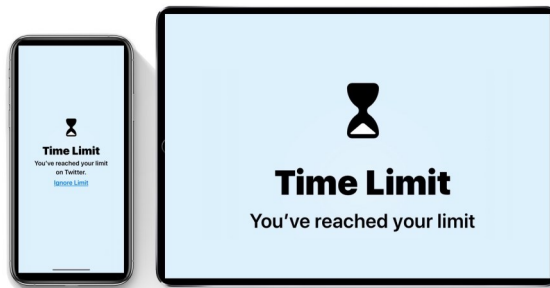 Time Limit
You've reached your limit
on Twitter.
Ignore Limit
Time Limit
You've reached your limit